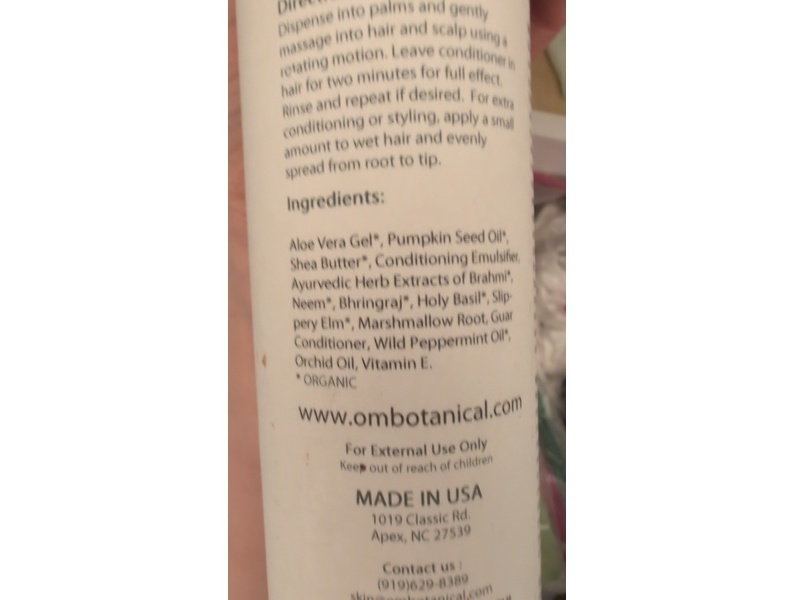 Dispense into palms and gently
massage into hair and scalp using a
rotating motion. Leave conditioner in
hair for two minutes for full effect.
Rinse and repeat if desired. For extra
conditioning or styling, apply a small
amount to wet hair and evenly
spread from root to tip.
Ingredients:
Aloe Vera Gel*, Pumpkin Seed Oil*,
Shea Butter*, Conditioning Emulsifier,
Ayurvedic Herb Extracts of Brahmi*,
Neem*, Bhringraj*, Holy Basil*, Slip-
pery Elm*, Marshmallow Root, Guar
Conditioner, Wild Peppermint Oil*,
Orchid Oil, Vitamin E.
* ORGANIC
www.ombotanical.com
For External Use Only
Keep out of reach of children
MADE IN USA
1019 Classic Rd.
Apex, NC 27539
Contact us :
(919)629-8389
skin@ombotanical.com